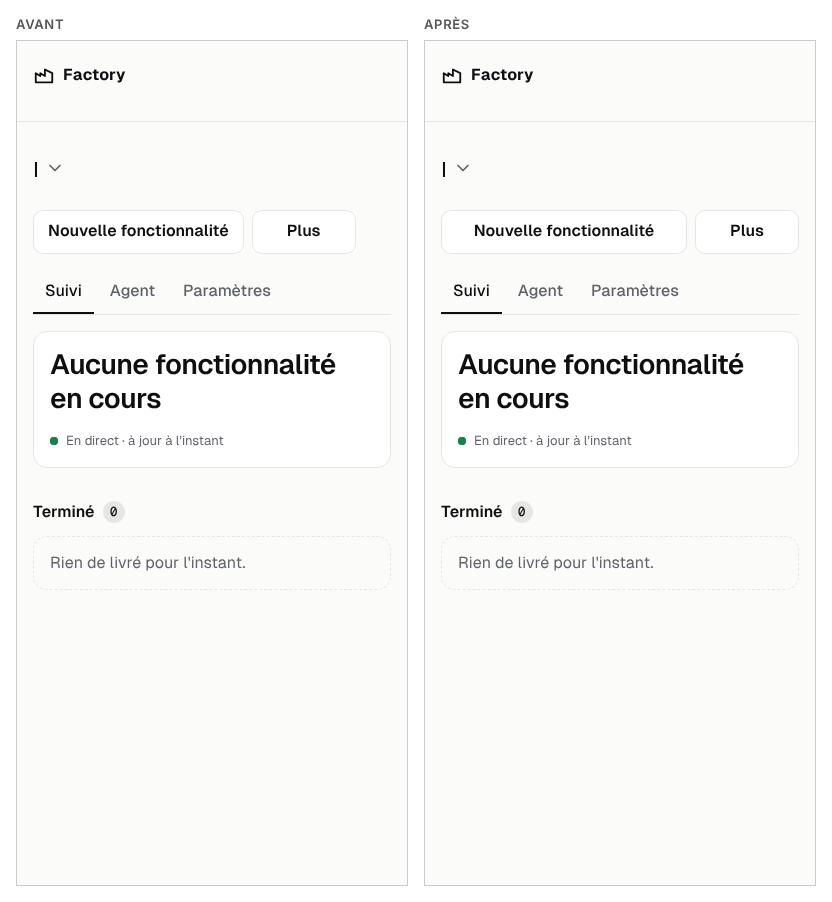 AVANT
Factory
Nouvelle fonctionnalité
Plus
Suivi
Agent
Paramètres
Aucune fonctionnalité
en cours
En direct · à jour à l'instant
Terminé 0
Rien de livré pour l'instant.
APRÈS
Factory
Nouvelle fonctionnalité
Plus
Suivi
Agent
Paramètres
Aucune fonctionnalité
en cours
En direct · à jour à l'instant
Terminé 0
Rien de livré pour l'instant.